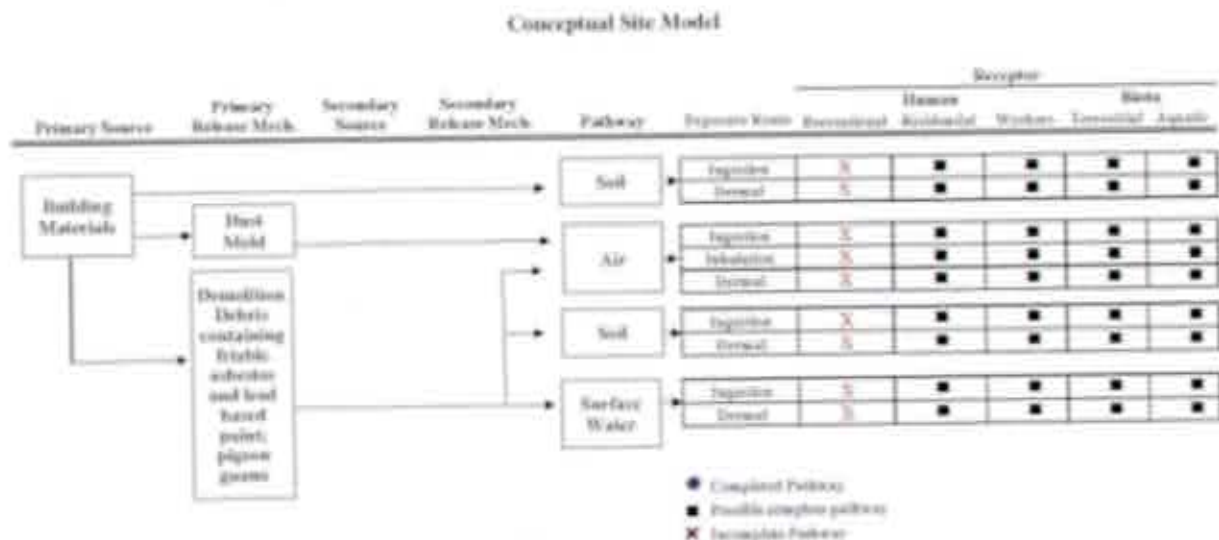 Conceptual Site Model
Receptor
Primary Secondary Secondary Human Biota
Primary Source Release Mech. Source Release Mech. Pathway Exposure Route Recreational Residential Workers Terrestrial Aquatic
Building
Materials
Soil
Ingestion X ■ ■ ■ ■
Dermal X ■ ■ ■ ■
Dust
Mold
Air
Ingestion X ■ ■ ■ ■
Inhalation X ■ ■ ■ ■
Dermal X ■ ■ ■ ■
Demolition
Debris
containing
friable
asbestos
and lead
based
paint;
pigeon
guano
Soil
Ingestion X ■ ■ ■ ■
Dermal X ■ ■ ■ ■
Surface
Water
Ingestion X ■ ■ ■ ■
Dermal X ■ ■ ■ ■
Completed Pathway
■ Possible complete pathway
X Incomplete Pathway